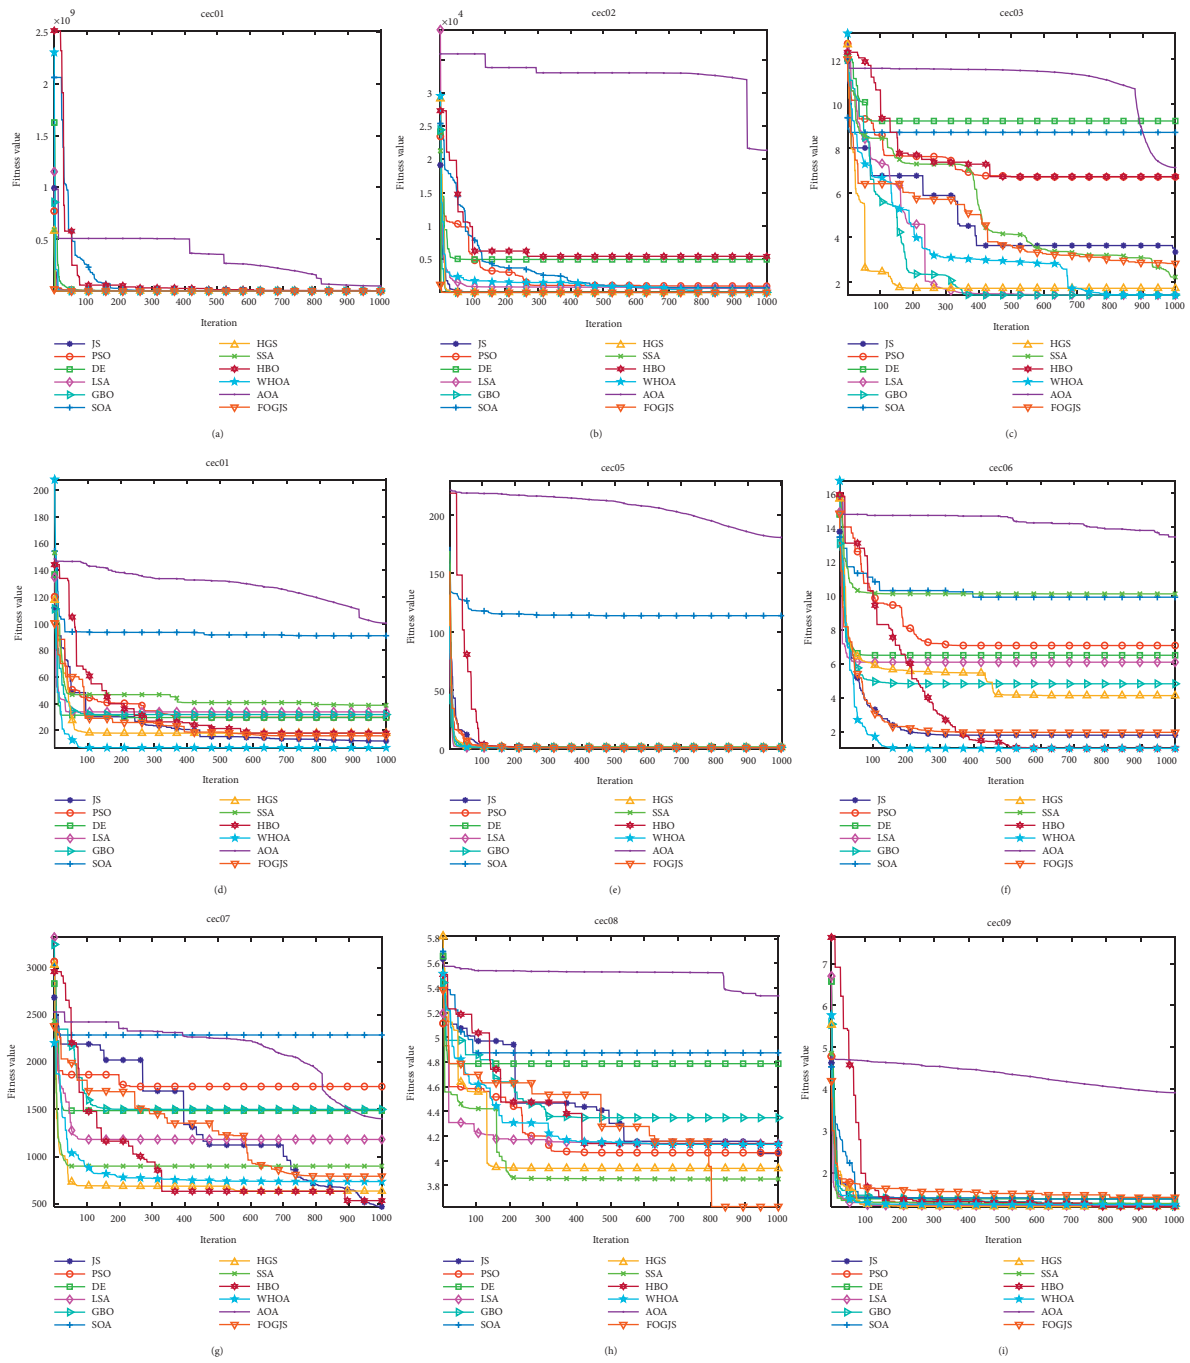 cec01
×10 9
2.5
2
1.5
1
0.5
Fitness value
100 200 300 400 500 600 700 800 900 1000
Iteration
JS HGS
PSO SSA
DE HBO
LSA WHOA
GBO AOA
SOA FOGJS
(a)
cec02
×10 4
3.5
3
2.5
2
1.5
1
0.5
Fitness value
100 200 300 400 500 600 700 800 900 1000
Iteration
JS HGS
PSO SSA
DE HBO
LSA WHOA
GBO AOA
SOA FOGJS
(b)
cec03
12
10
8
6
4
2
Fitness value
100 200 300 400 500 600 700 800 900 1000
Iteration
JS HGS
PSO SSA
DE HBO
LSA WHOA
GBO AOA
SOA FOGJS
(c)
cec01
200
180
160
140
120
100
80
60
40
20
Fitness value
100 200 300 400 500 600 700 800 900 1000
Iteration
JS HGS
PSO SSA
DE HBO
LSA WHOA
GBO AOA
SOA FOGJS
(d)
cec05
200
150
100
50
0
Fitness value
100 200 300 400 500 600 700 800 900 1000
Iteration
JS HGS
PSO SSA
DE HBO
LSA WHOA
GBO AOA
SOA FOGJS
(e)
cec06
16
14
12
10
8
6
4
2
Fitness value
100 200 300 400 500 600 700 800 900 1000
Iteration
JS HGS
PSO SSA
DE HBO
LSA WHOA
GBO AOA
SOA FOGJS
(f)
cec07
3000
2500
2000
1500
1000
500
Fitness value
100 200 300 400 500 600 700 800 900 1000
Iteration
JS HGS
PSO SSA
DE HBO
LSA WHOA
GBO AOA
SOA FOGJS
(g)
cec08
5.8
5.6
5.4
5.2
5
4.8
4.6
4.4
4.2
4
3.8
Fitness value
100 200 300 400 500 600 700 800 900 1000
Iteration
JS HGS
PSO SSA
DE HBO
LSA WHOA
GBO AOA
SOA FOGJS
(h)
cec09
7
6
5
4
3
2
Fitness value
100 200 300 400 500 600 700 800 900 1000
Iteration
JS HGS
PSO SSA
DE HBO
LSA WHOA
GBO AOA
SOA FOGJS
(i)